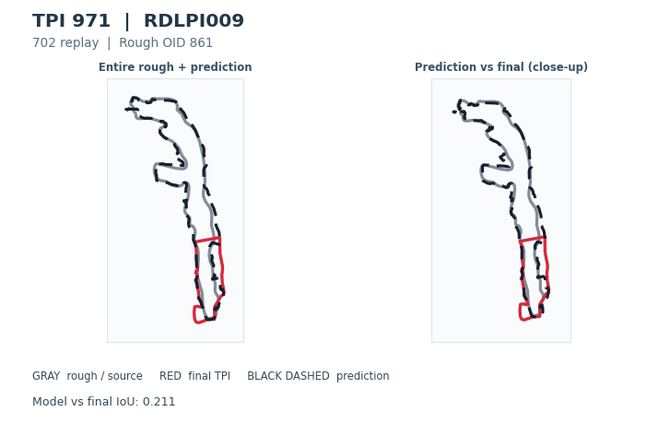 TPI 971 | RDLPI009
702 replay | Rough OID 861
Entire rough + prediction
Prediction vs final (close-up)
GRAY rough / source RED final TPI BLACK DASHED prediction
Model vs final IoU: 0.211